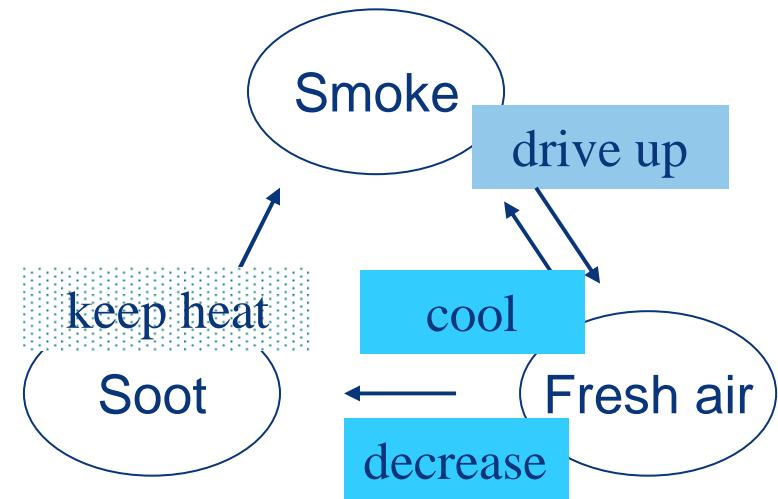 Smoke
drive up
keep heat
cool
Soot
Fresh air
decrease